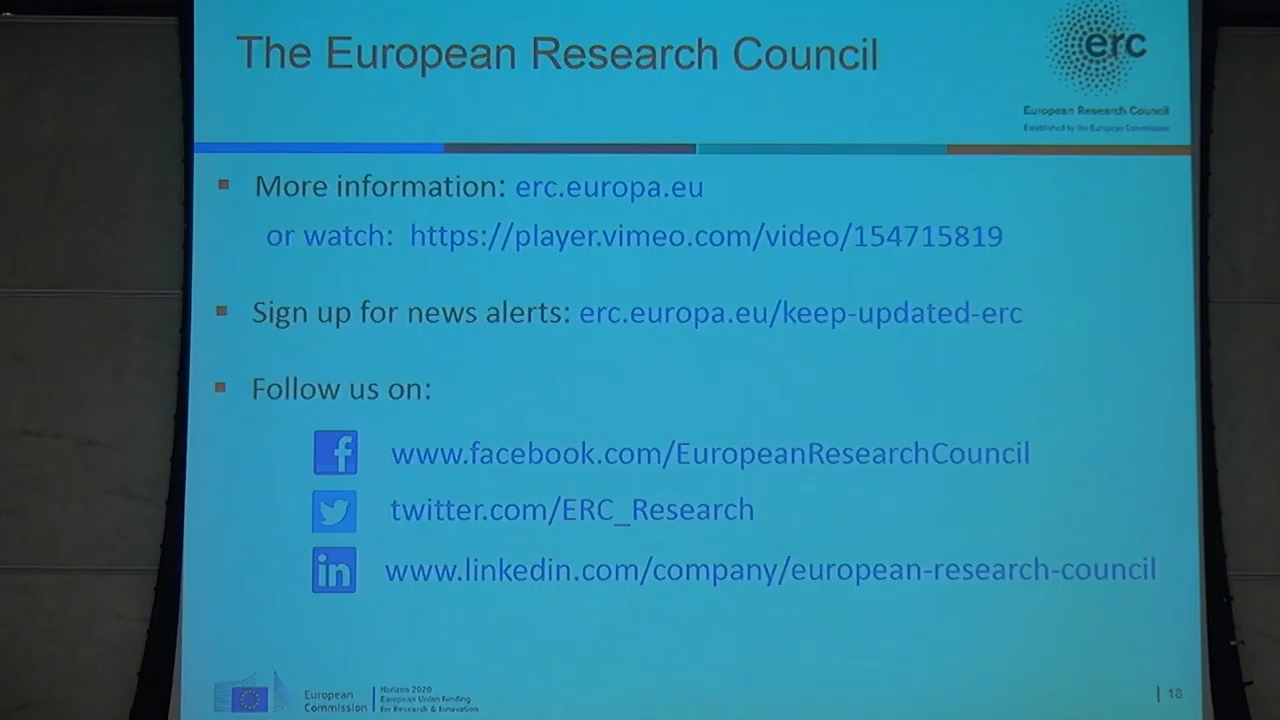 The European Research Council
erc
European Research Council
Established by the European Commission
More information: erc.europa.eu
or watch: https://player.vimeo.com/video/154715819
Sign up for news alerts: erc.europa.eu/keep-updated-erc
Follow us on:
f www.facebook.com/EuropeanResearchCouncil
twitter.com/ERC_Research
in www.linkedin.com/company/european-research-council
European
Commission
Horizon 2020
European Union funding
for Research & Innovation
| 18